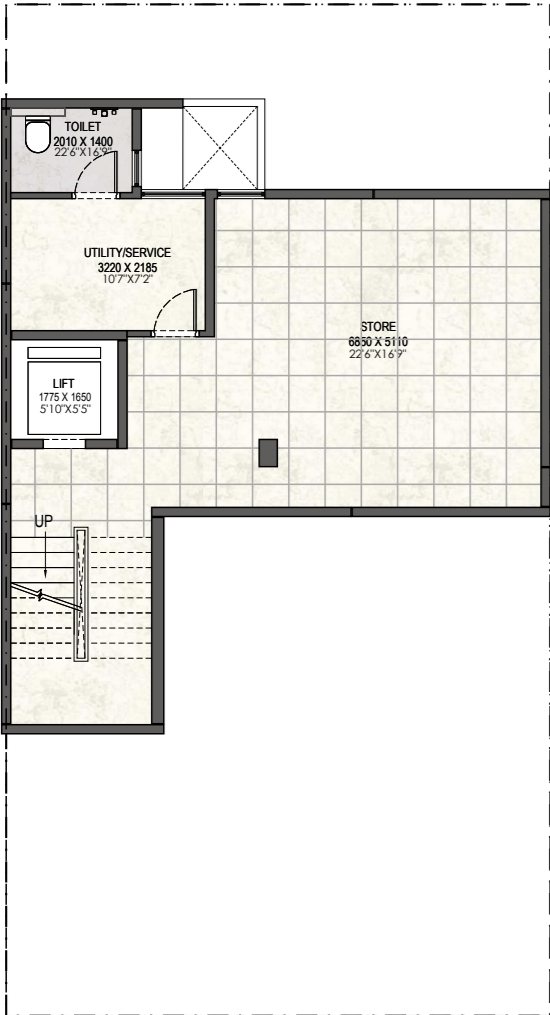 TOILET
2010 X 1400
22'6"X16'9"
UTILITY/SERVICE
3220 X 2185
10'7"X7'2"
STORE
6850 X 5110
22'6"X16'9"
LIFT
1775 X 1650
5'10"X5'5"
UP